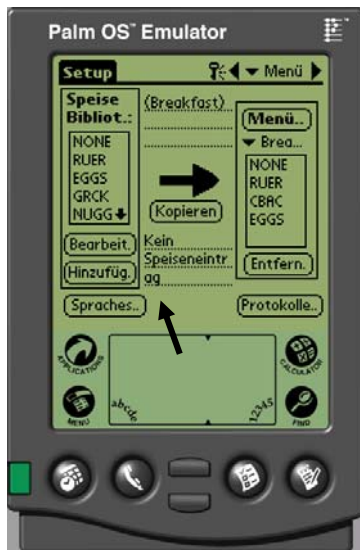 Palm OS™ Emulator
Setup
Menü
Speise
Bibliot.:
NONE
RUER
EGGS
GRCK
NUGG
Bearbeit.
Hinzufüg.
Spraches..
(Breakfast)
Kopieren
Kein
Speiseneintr
ag
Menü..
Brea...
NONE
RUER
CBAC
EGGS
Entfern.
Protokolle..
APPLICATIONS
MENU
abcde
12345
CALCULATOR
FIND